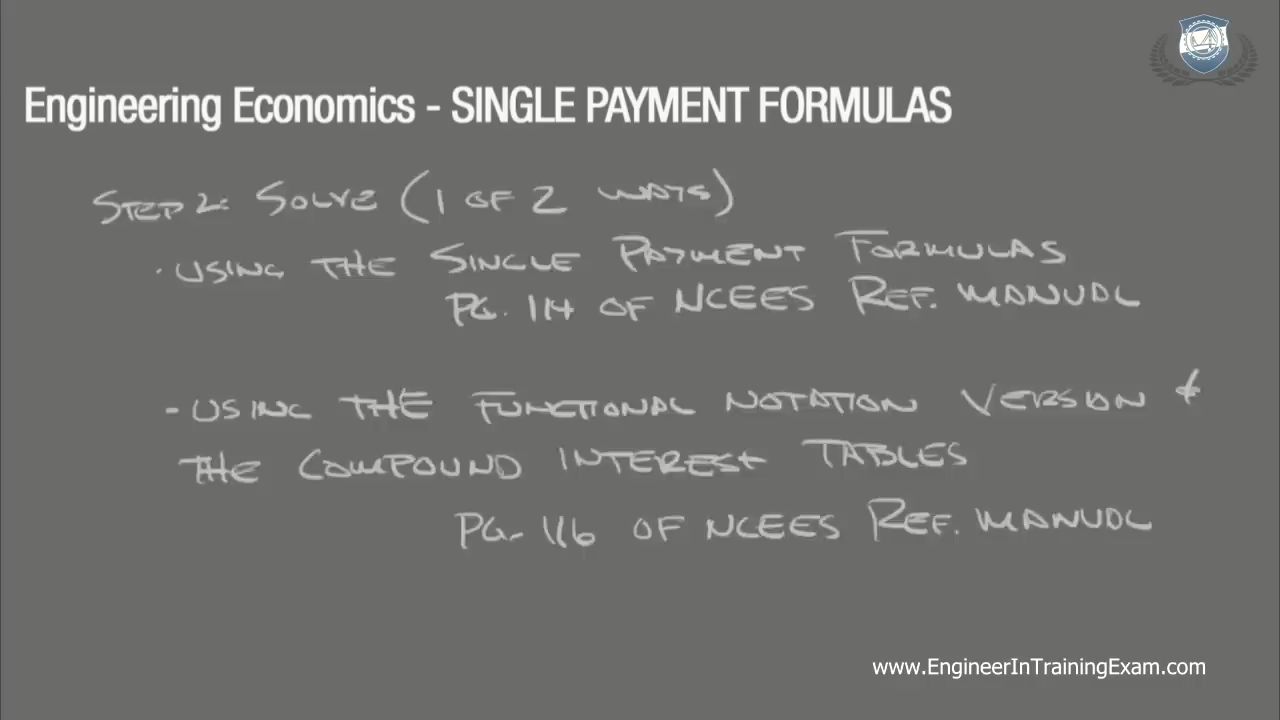 Engineering Economics - SINGLE PAYMENT FORMULAS
STEP 2: SOLVE (1 OF 2 WAYS)
· USING THE SINGLE PAYMENT FORMULAS
PG. 114 OF NCEES REF. MANUAL
- USING THE FUNCTIONAL NOTATION VERSION &
THE COMPOUND INTEREST TABLES
PG. 116 OF NCEES REF. MANUAL
www.EngineerInTrainingExam.com